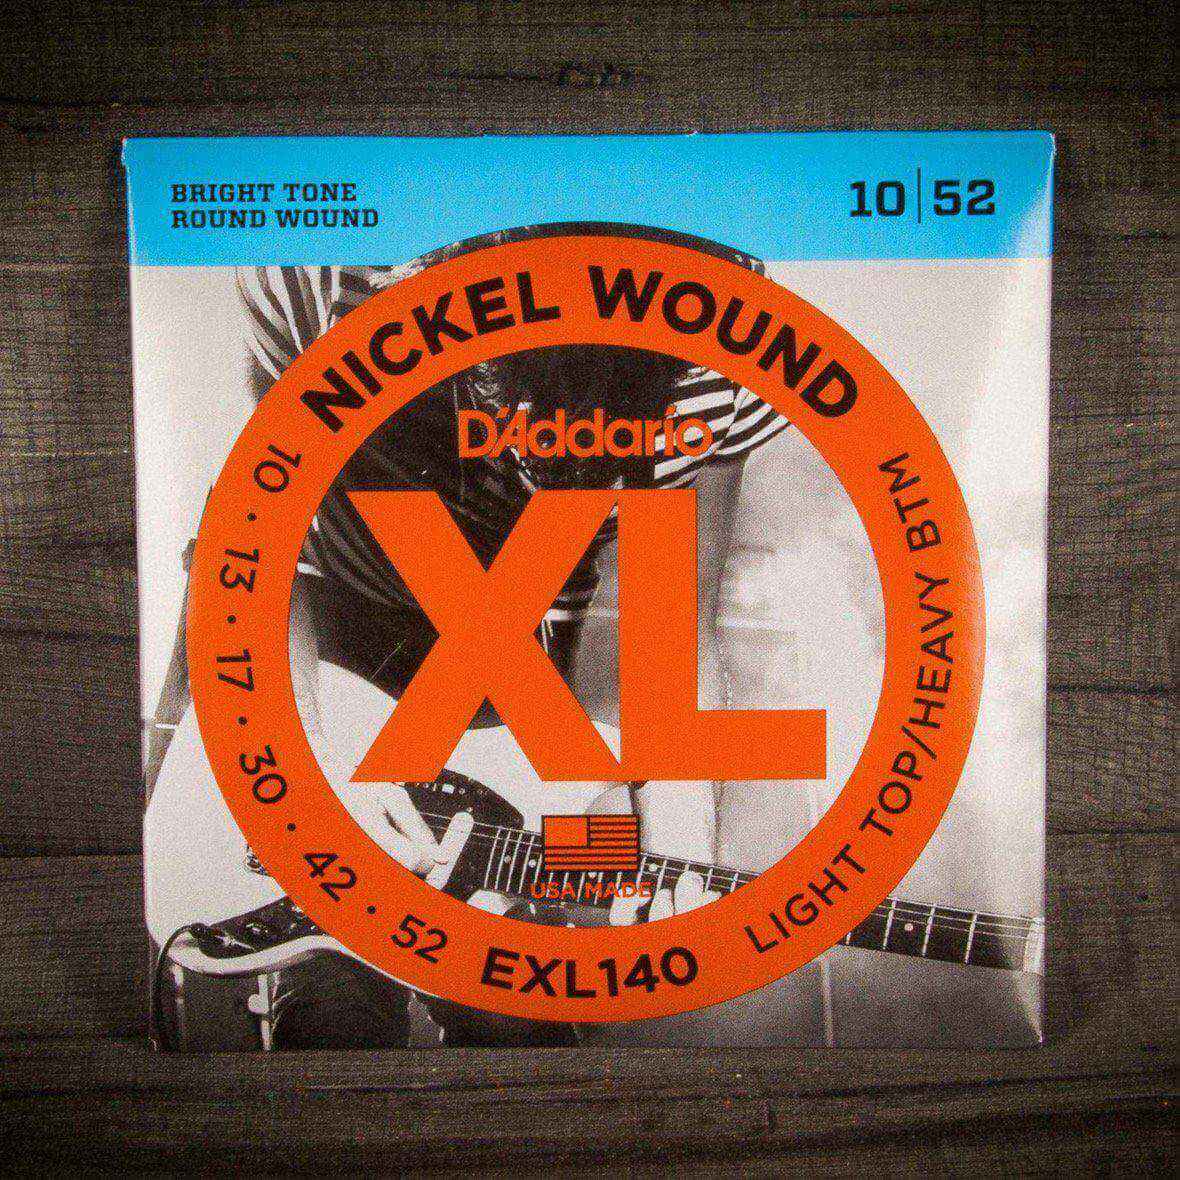 BRIGHT TONE
ROUND WOUND
10 | 52
NICKEL WOUND
D'Addario
XL
USA MADE
10 · 13 · 17 · 30 · 42 · 52
EXL140
LIGHT TOP/HEAVY BTM